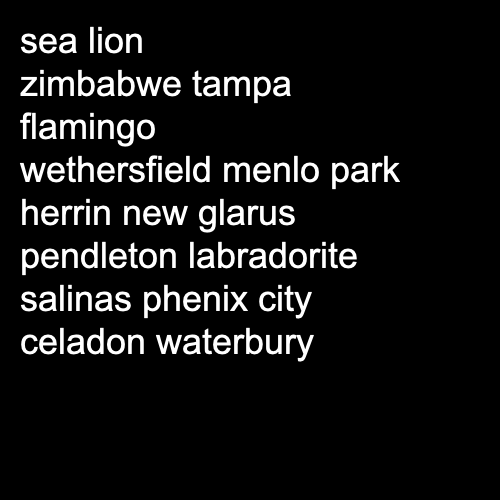 sea lion
zimbabwe tampa
flamingo
wethersfield menlo park
herrin new glarus
pendleton labradorite
salinas phenix city
celadon waterbury